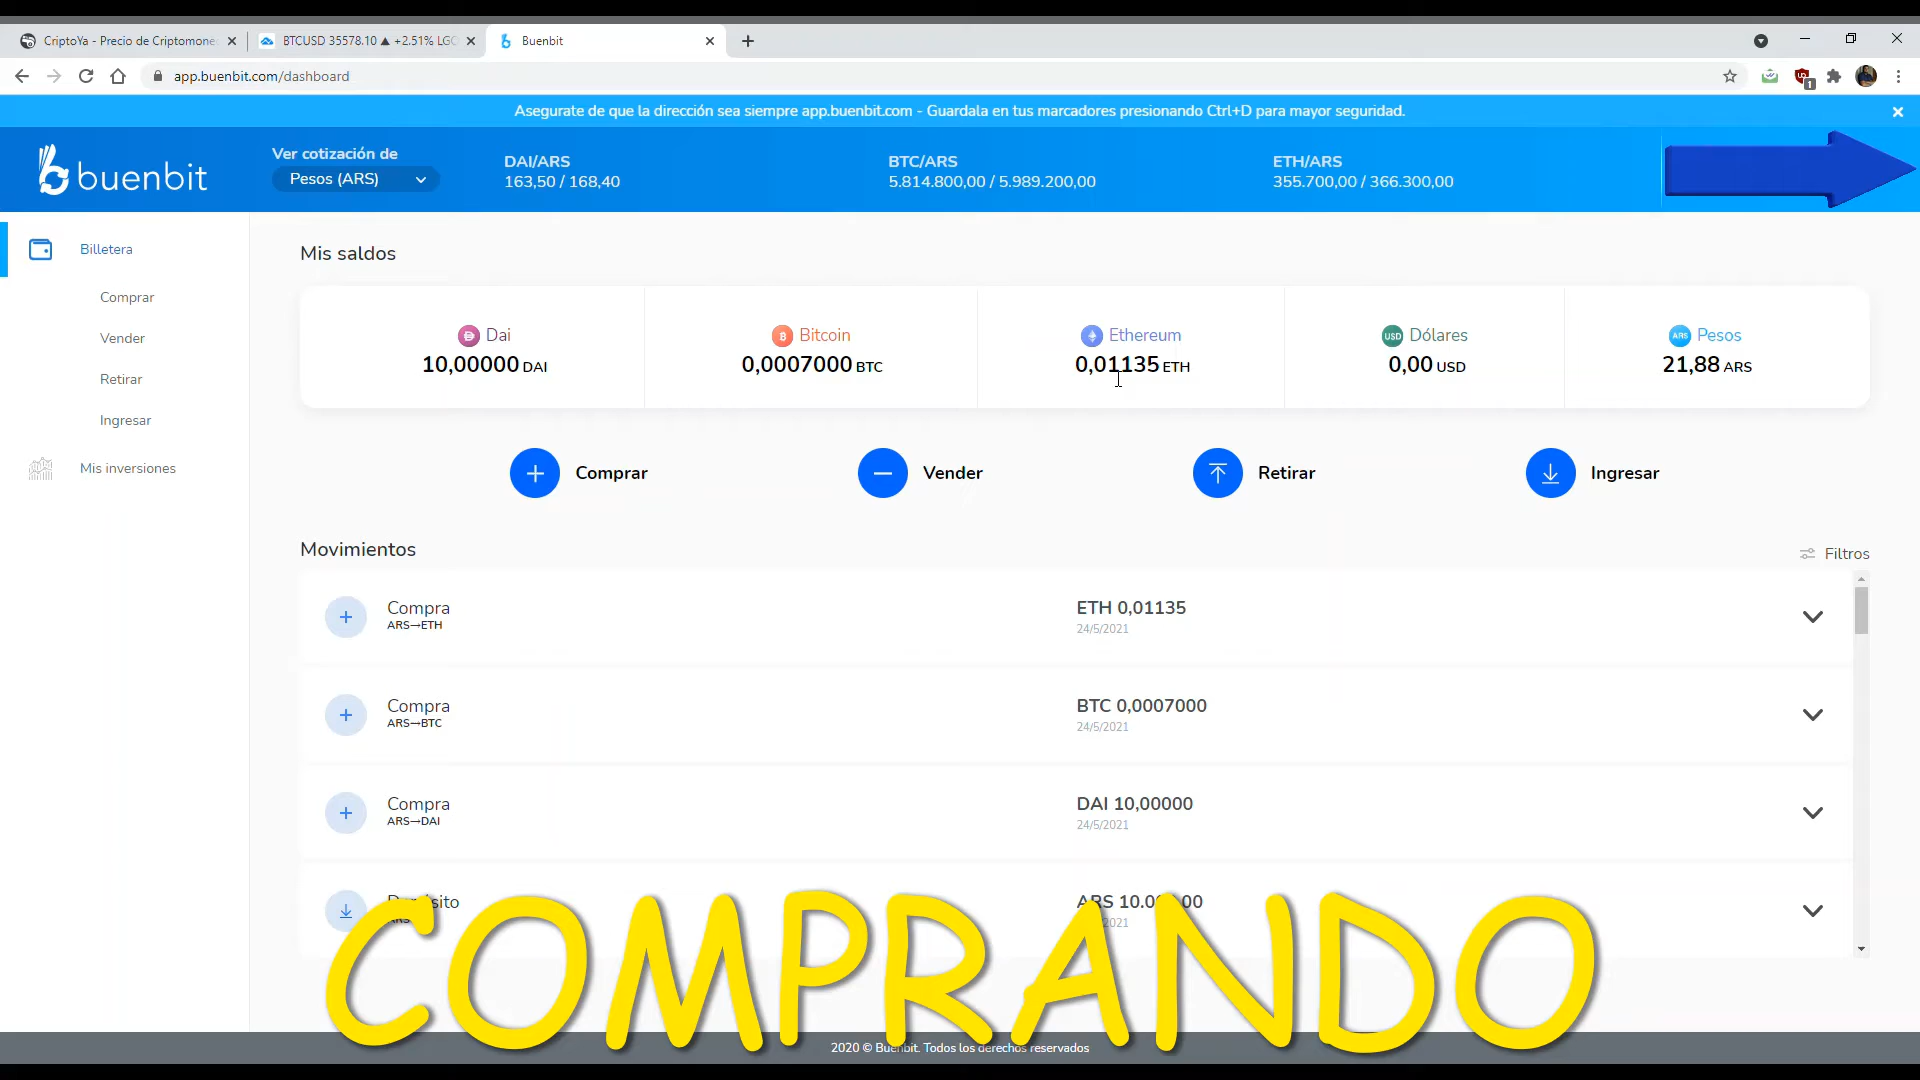 CriptoYa - Precio de Criptomone
BTCUSD 35578.10 ▲ +2.51% LGC
Buenbit
app.buenbit.com/dashboard
1
Asegurate de que la dirección sea siempre app.buenbit.com - Guardala en tus marcadores presionando Ctrl+D para mayor seguridad.
buenbit
Ver cotización de
Pesos (ARS)
DAI/ARS
163,50 / 168,40
BTC/ARS
5.814.800,00 / 5.989.200,00
ETH/ARS
355.700,00 / 366.300,00
Billetera
Comprar
Vender
Retirar
Ingresar
Mis inversiones
Mis saldos
Dai
10,00000 DAI
Bitcoin
0,0007000 BTC
Ethereum
0,01135 ETH
USD Dólares
0,00 USD
ARS Pesos
21,88 ARS
Comprar
Vender
Retirar
Ingresar
Movimientos
Filtros
Compra
ARS→ETH
ETH 0,01135
24/5/2021
Compra
ARS→BTC
BTC 0,0007000
24/5/2021
Compra
ARS→DAI
DAI 10,00000
24/5/2021
COMPRANDO
2020 © Buenbit. Todos los derechos reservados